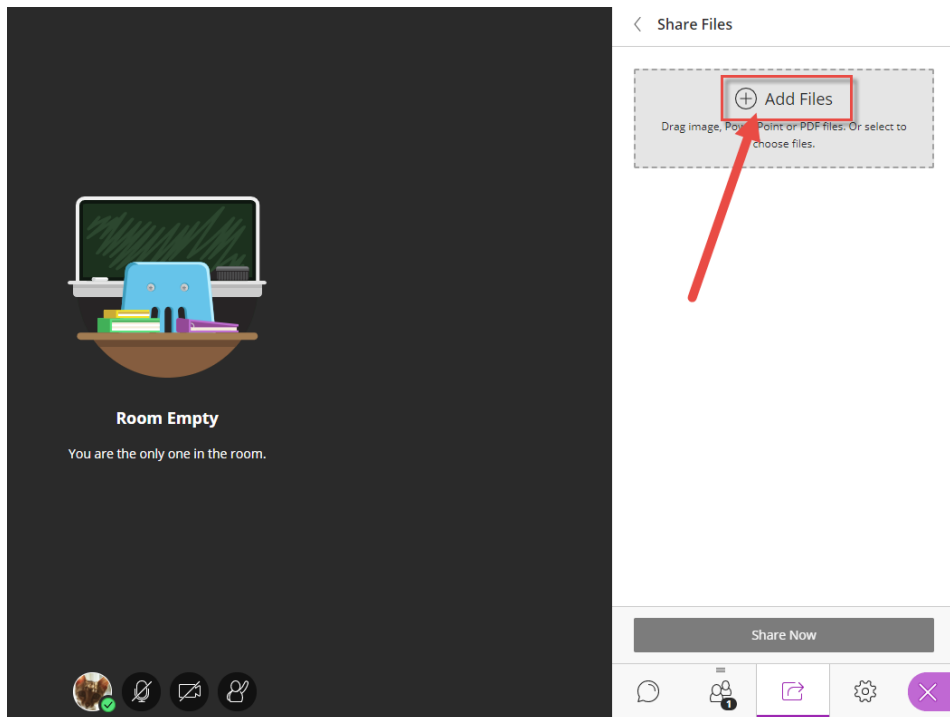 Share Files
Add Files
Drag image, PowerPoint or PDF files. Or select to
choose files.
Room Empty
You are the only one in the room.
Share Now
1